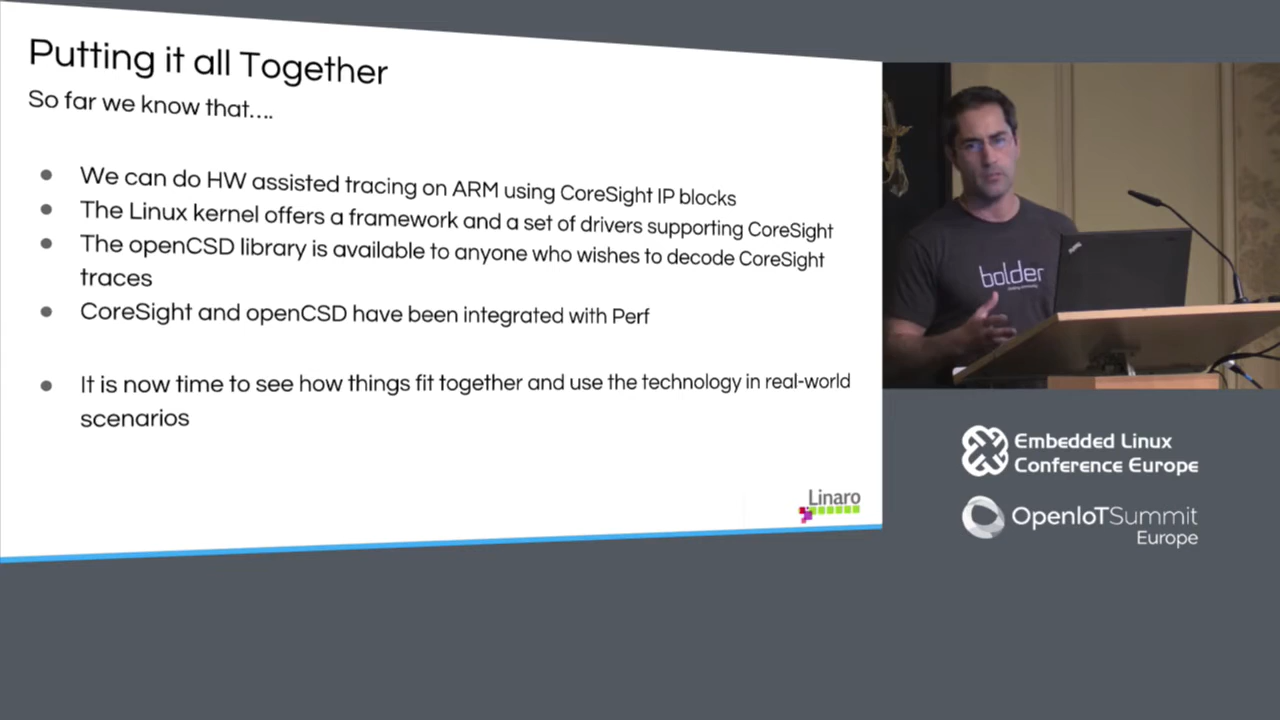 Putting it all Together
So far we know that....
We can do HW assisted tracing on ARM using CoreSight IP blocks
The Linux kernel offers a framework and a set of drivers supporting CoreSight
The openCSD library is available to anyone who wishes to decode CoreSight
traces
CoreSight and openCSD have been integrated with Perf
It is now time to see how things fit together and use the technology in real-world
scenarios
Linaro
bolder
Embedded Linux
Conference Europe
OpenIoTSummit
Europe